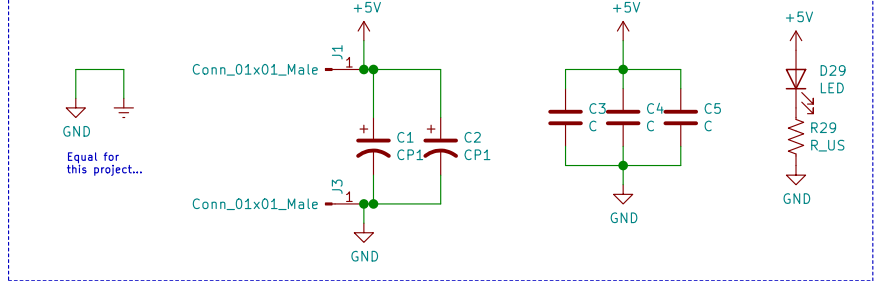 +5V
+5V
+5V
J1
Conn_01x01_Male
1
D29
LED
C3
C
C4
C
C5
C
GND
R29
R_US
+
C1
CP1
+
C2
CP1
Equal for
this project...
J3
Conn_01x01_Male
1
GND
GND
GND